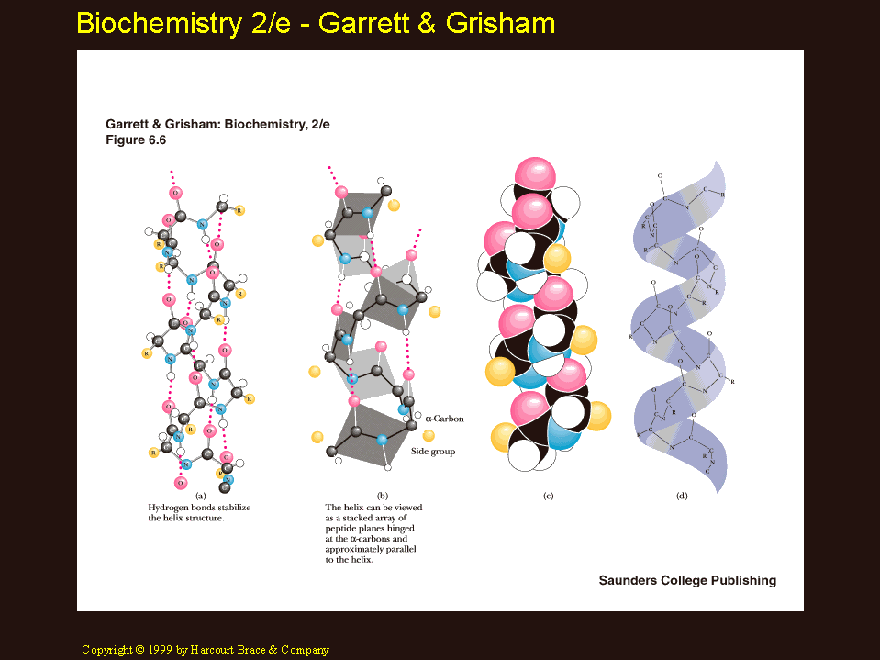 Biochemistry 2/e - Garrett & Grisham
Garrett & Grisham: Biochemistry, 2/e
Figure 6.6
α-Carbon
Side group
(a)
Hydrogen bonds stabilize
the helix structure.
(b)
The helix can be viewed
as a stacked array of
peptide planes hinged
at the α-carbons and
approximately parallel
to the helix.
(c)
(d)
Saunders College Publishing
Copyright © 1999 by Harcourt Brace & Company